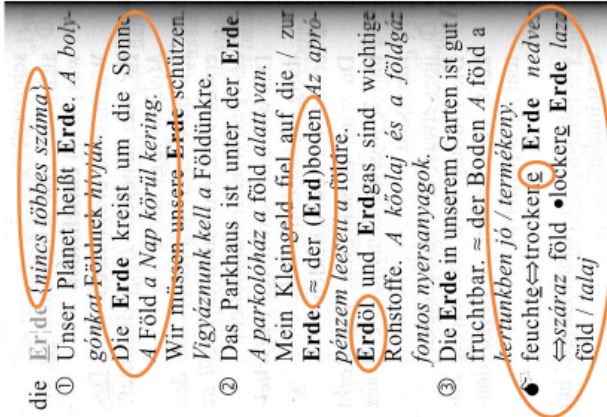 die Er|de {nincs többes száma}
① Unser Planet heißt Erde. A boly-
gónkat Földnek hívják.
Die Erde kreist um die Sonne
A Föld a Nap körül kering.
Wir müssen unsere Erde schützen.
Vigyáznunk kell a Földünkre.
② Das Parkhaus ist unter der Erde.
A parkolóház a föld alatt van.
Mein Kleingeld fiel auf die / zur
Erde. ≈ der (Erd)boden Az apró-
pénzem leesett a földre.
Erdöl und Erdgas sind wichtige
Rohstoffe. A kőolaj és a földgáz
fontos nyersanyagok.
③ Die Erde in unserem Garten ist gut /
fruchtbar. ≈ der Boden A föld a
kertünkben jó / termékeny.
feuchte⇔trockene Erde nedves
⇔száraz föld •lockere Erde laza
föld / talaj